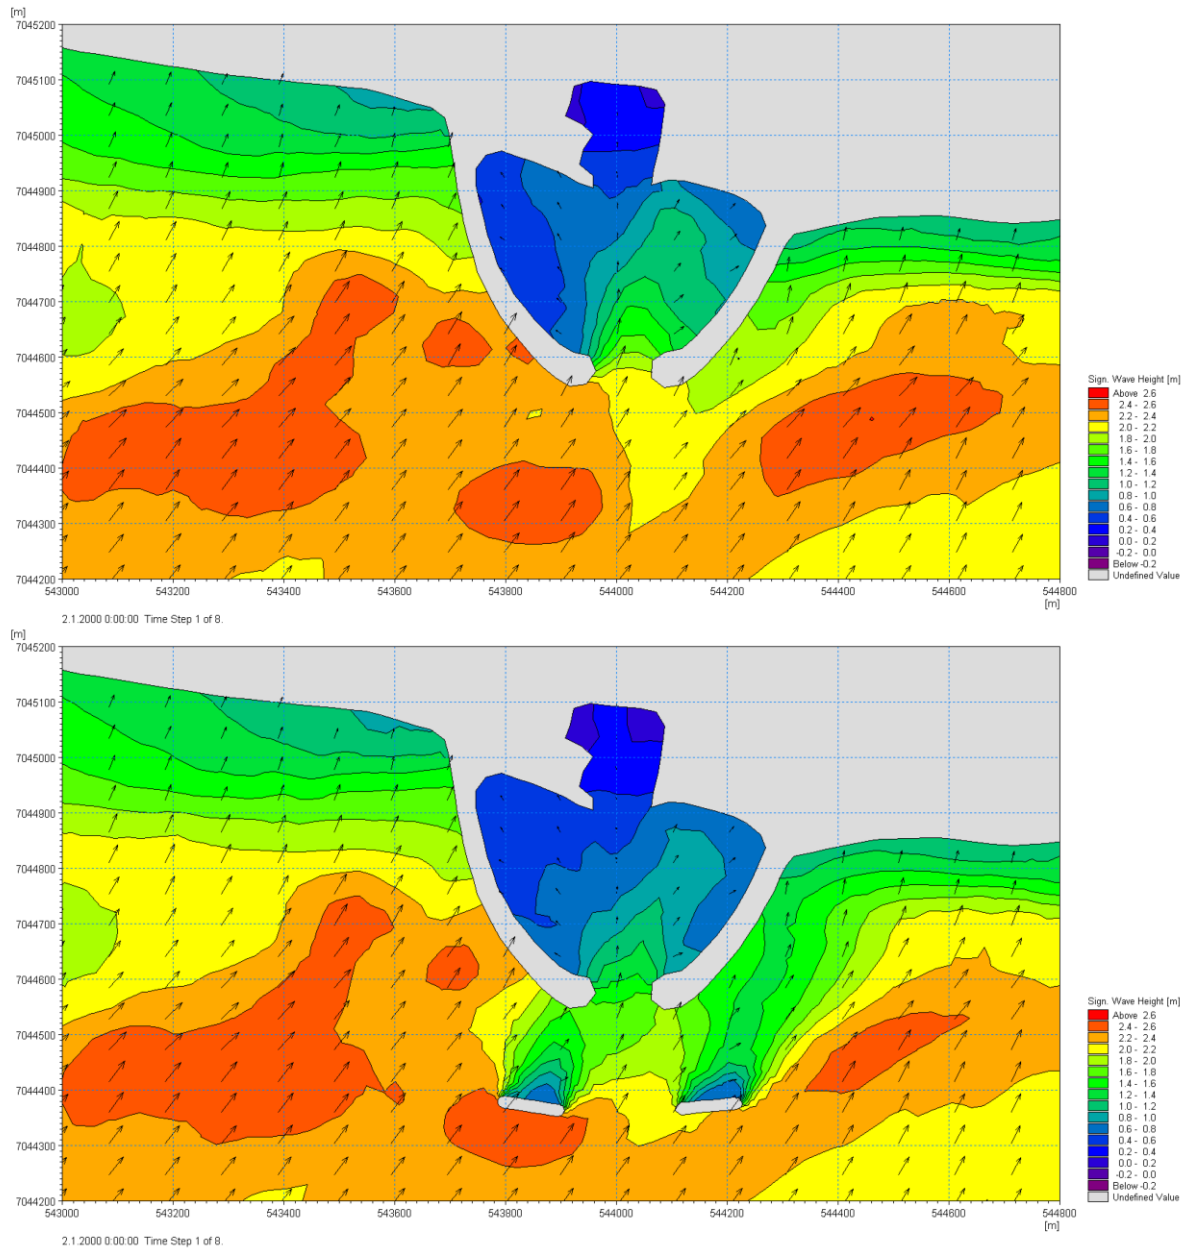 [m]
7045200
7045100
7045000
7044900
7044800
7044700
7044600
7044500
7044400
7044300
7044200
543000 543200 543400 543600 543800 544000 544200 544400 544600 544800
[m]
Sign. Wave Height [m]
Above 2.6
2.4 - 2.6
2.2 - 2.4
2.0 - 2.2
1.8 - 2.0
1.6 - 1.8
1.4 - 1.6
1.2 - 1.4
1.0 - 1.2
0.8 - 1.0
0.6 - 0.8
0.4 - 0.6
0.2 - 0.4
0.0 - 0.2
-0.2 - 0.0
Below -0.2
Undefined Value
2.1.2000 0:00:00 Time Step 1 of 8.
[m]
7045200
7045100
7045000
7044900
7044800
7044700
7044600
7044500
7044400
7044300
7044200
543000 543200 543400 543600 543800 544000 544200 544400 544600 544800
[m]
Sign. Wave Height [m]
Above 2.6
2.4 - 2.6
2.2 - 2.4
2.0 - 2.2
1.8 - 2.0
1.6 - 1.8
1.4 - 1.6
1.2 - 1.4
1.0 - 1.2
0.8 - 1.0
0.6 - 0.8
0.4 - 0.6
0.2 - 0.4
0.0 - 0.2
-0.2 - 0.0
Below -0.2
Undefined Value
2.1.2000 0:00:00 Time Step 1 of 8.